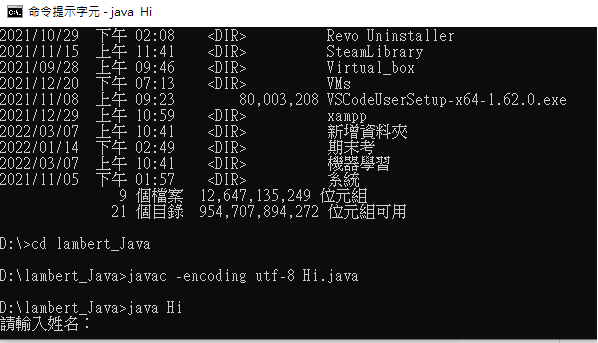 命令提示字元 - java  Hi
2021/10/29  下午 02:08    <DIR>          Revo Uninstaller
2021/11/15  上午 11:41    <DIR>          SteamLibrary
2021/09/28  上午 09:46    <DIR>          Virtual_box
2021/12/20  下午 07:13    <DIR>          VMs
2021/11/08  上午 09:23        80,003,208 VSCodeUserSetup-x64-1.62.0.exe
2021/12/29  上午 10:59    <DIR>          xampp
2022/03/07  上午 10:41    <DIR>          新增資料夾
2022/01/14  下午 02:49    <DIR>          期末考
2022/03/07  上午 10:41    <DIR>          機器學習
2021/11/05  下午 01:57    <DIR>          系統
9 個檔案  12,647,135,249 位元組
21 個目錄  954,707,894,272 位元組可用
D:\>cd lambert_Java
D:\lambert_Java>javac -encoding utf-8 Hi.java
D:\lambert_Java>java Hi
請輸入姓名：